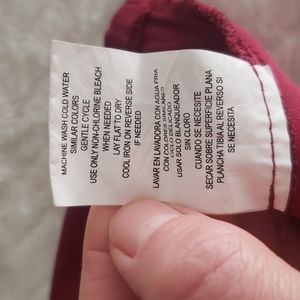 MACHINE WASH COLD WATER
SIMILAR COLORS
GENTLE CYCLE
USE ONLY NON-CHLORINE BLEACH
WHEN NEEDED
LAY FLAT TO DRY
COOL IRON ON REVERSE SIDE
IF NEEDED
LAVAR EN LAVADORA CON AGUA FRIA
CON COLORES SIMILARES
CICLO DELICADO
USAR SOLO BLANQUEADOR
SIN CLORO
CUANDO SE NECESITE
SECAR SOBRE SUPERFICIE PLANA
PLANCHA TIBIA AL REVERSO SI
SE NECESITA